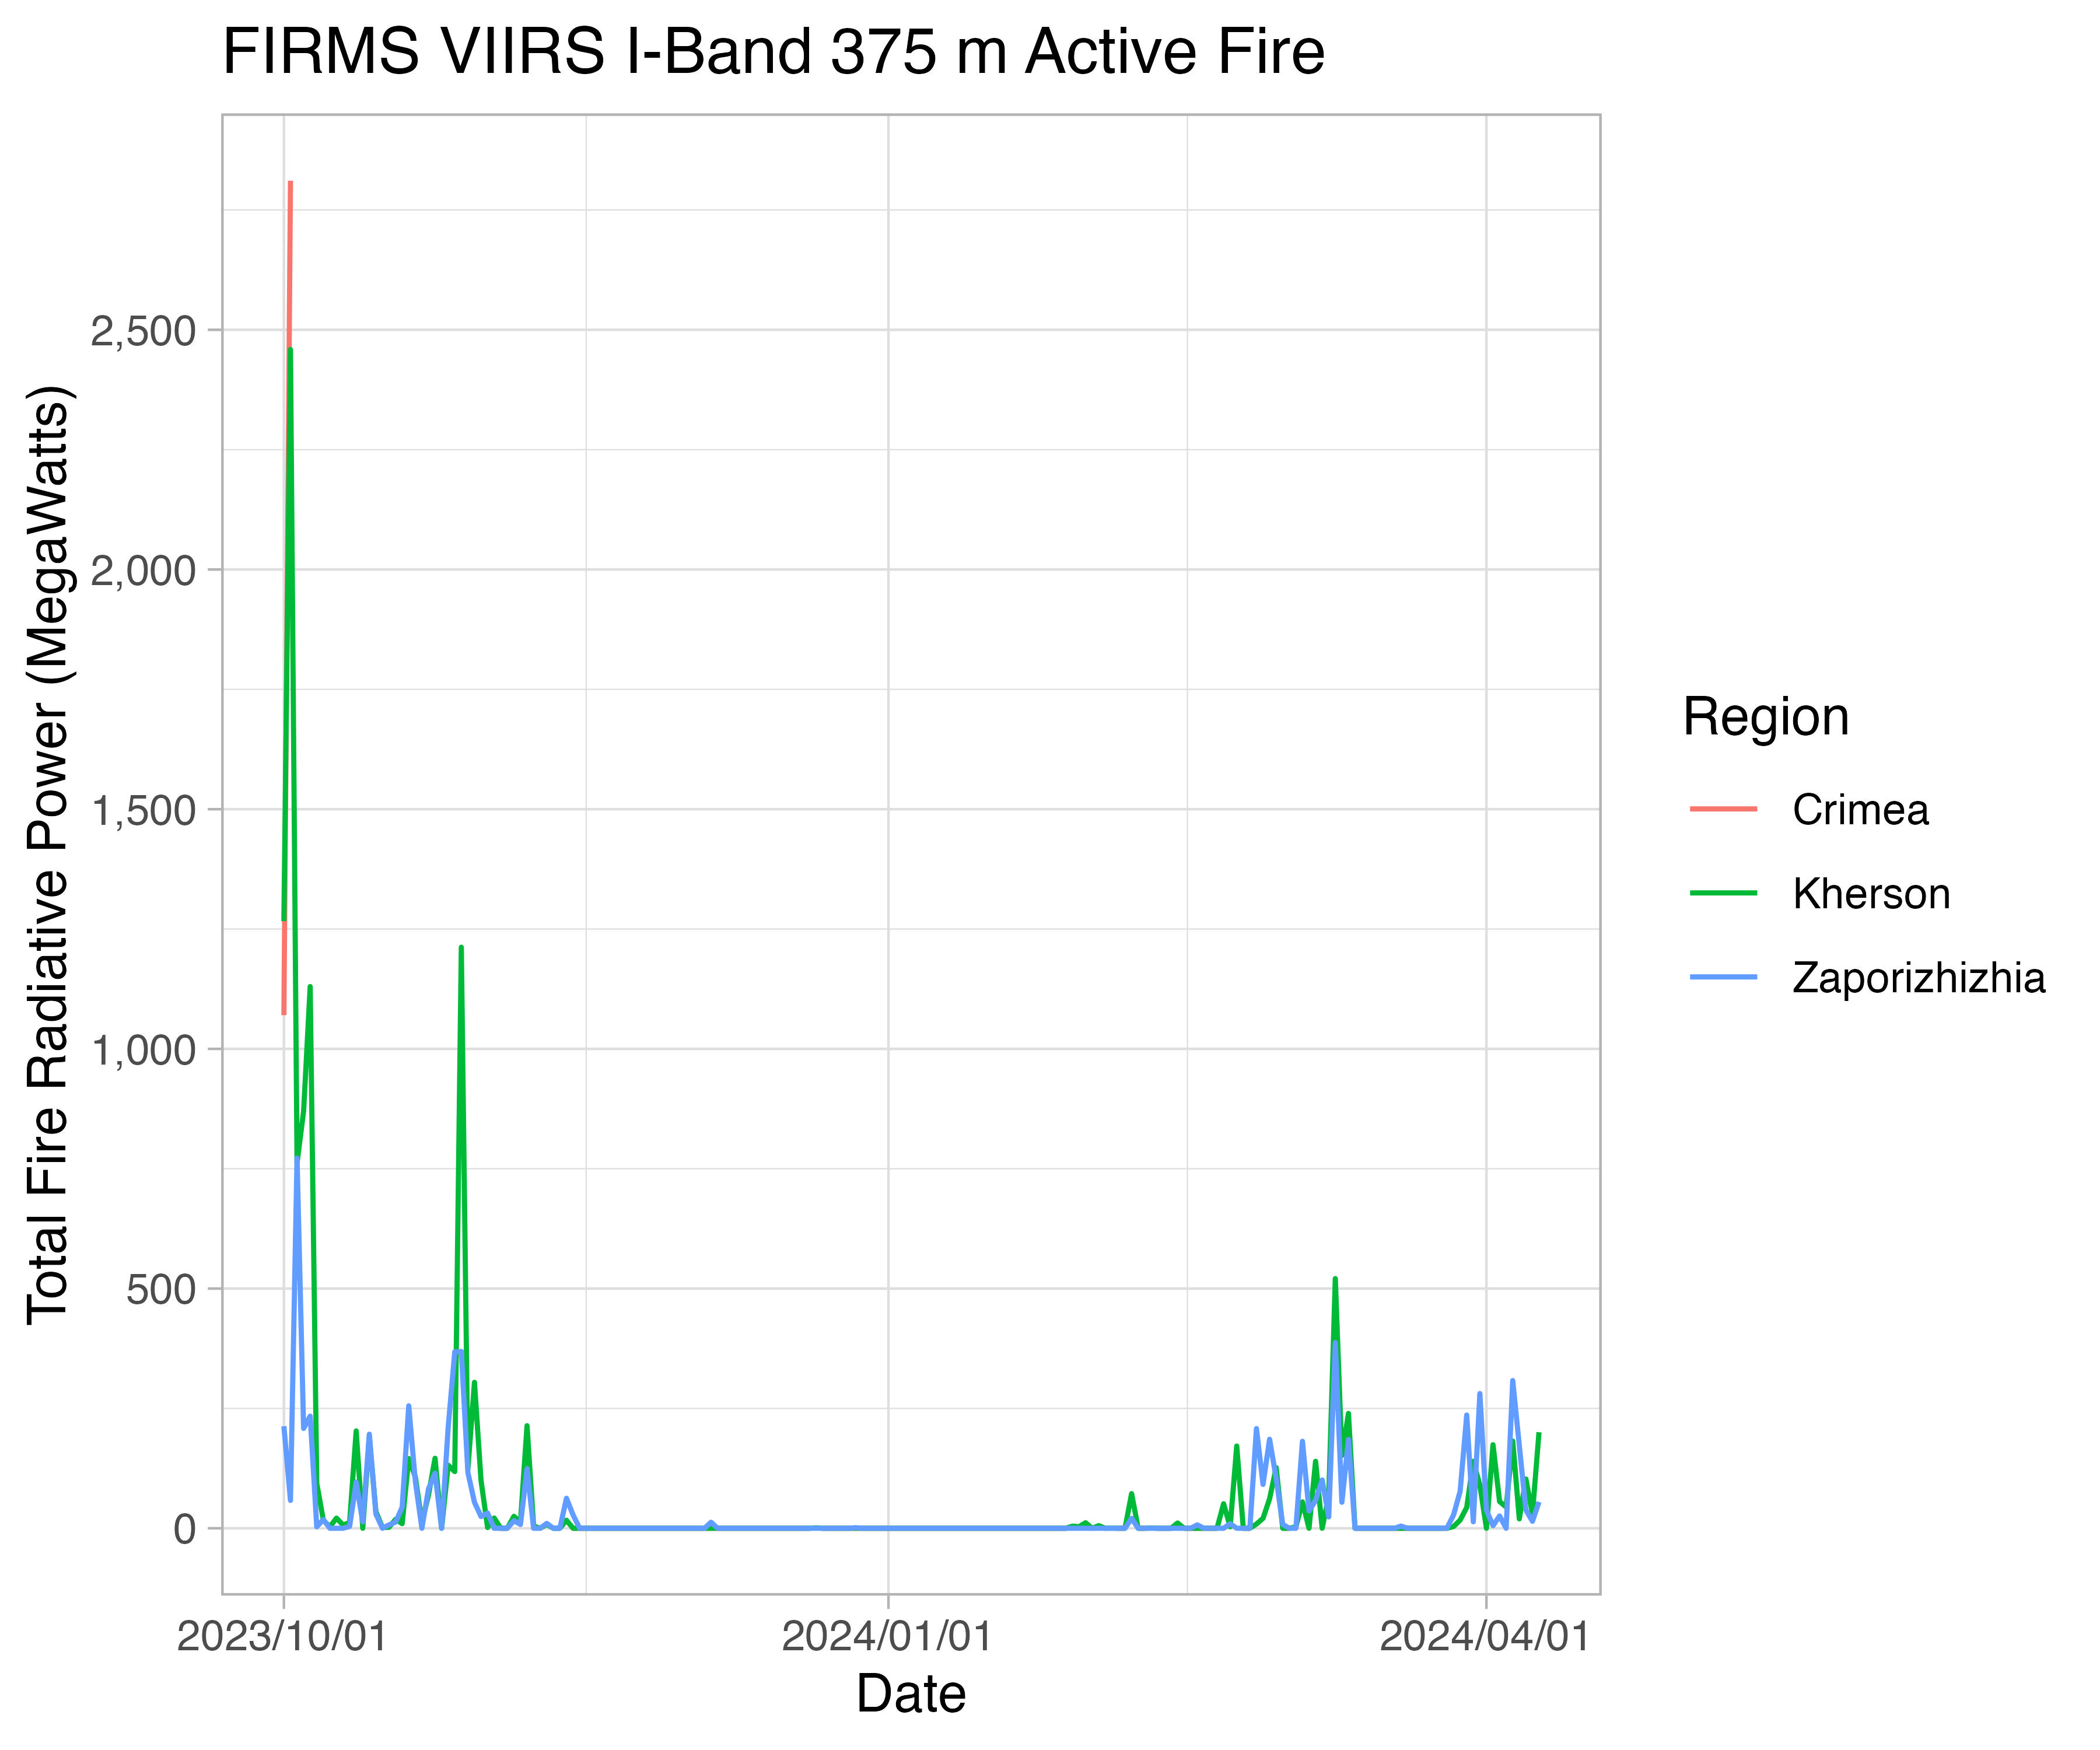 FIRMS VIIRS I-Band 375 m Active Fire
Total Fire Radiative Power (MegaWatts)
2,500
2,000
1,500
1,000
500
0
2023/10/01
2024/01/01
2024/04/01
Date
Region
Crimea
Kherson
Zaporizhizhia